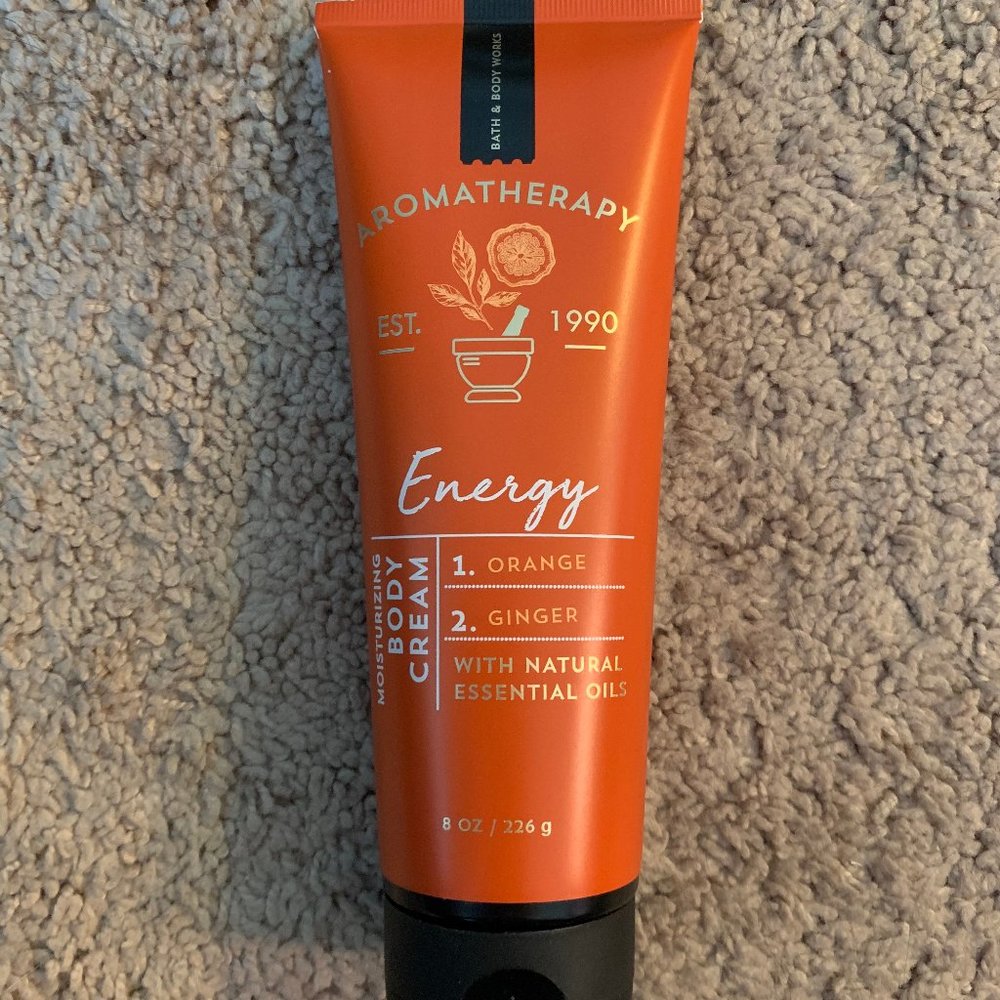 BATH & BODY WORKS
AROMATHERAPY
EST. 1990
Energy
MOISTURIZING
BODY
CREAM
1. ORANGE
2. GINGER
WITH NATURAL
ESSENTIAL OILS
8 OZ / 226 g